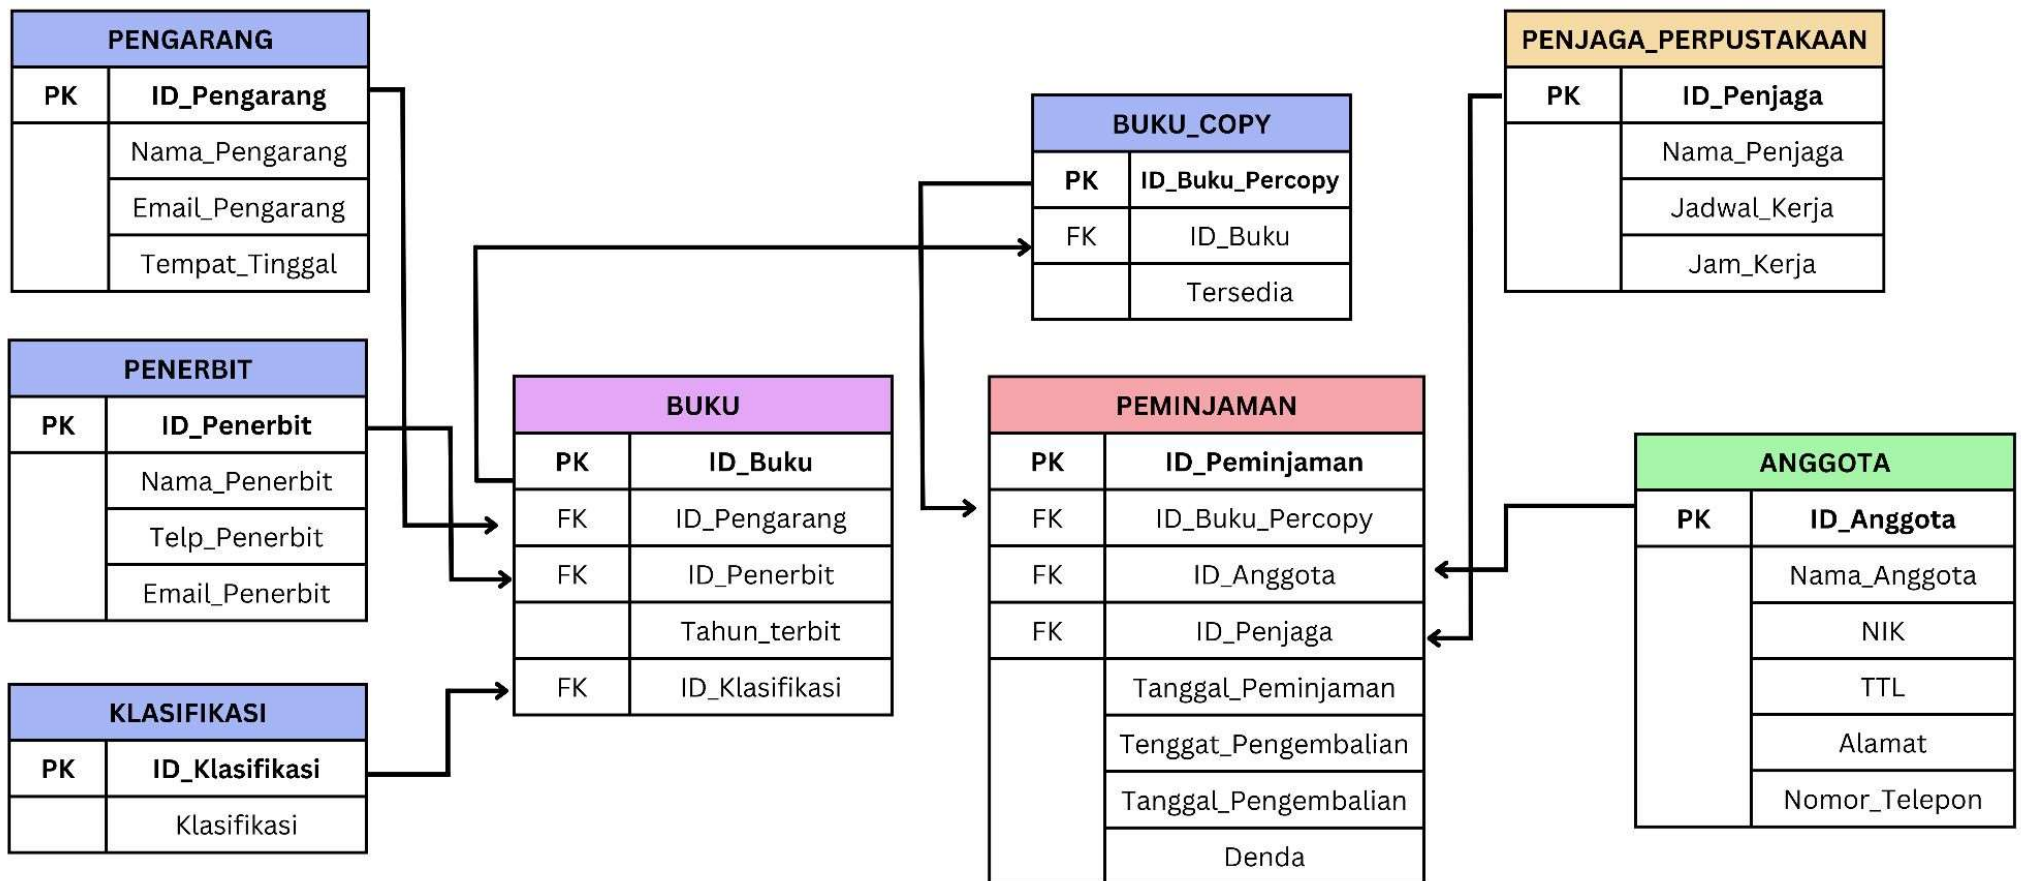 PENGARANG
PK ID_Pengarang
Nama_Pengarang
Email_Pengarang
Tempat_Tinggal
PENERBIT
PK ID_Penerbit
Nama_Penerbit
Telp_Penerbit
Email_Penerbit
KLASIFIKASI
PK ID_Klasifikasi
Klasifikasi
BUKU
PK ID_Buku
FK ID_Pengarang
FK ID_Penerbit
Tahun_terbit
FK ID_Klasifikasi
BUKU_COPY
PK ID_Buku_Percopy
FK ID_Buku
Tersedia
PEMINJAMAN
PK ID_Peminjaman
FK ID_Buku_Percopy
FK ID_Anggota
FK ID_Penjaga
Tanggal_Peminjaman
Tenggat_Pengembalian
Tanggal_Pengembalian
Denda
PENJAGA_PERPUSTAKAAN
PK ID_Penjaga
Nama_Penjaga
Jadwal_Kerja
Jam_Kerja
ANGGOTA
PK ID_Anggota
Nama_Anggota
NIK
TTL
Alamat
Nomor_Telepon